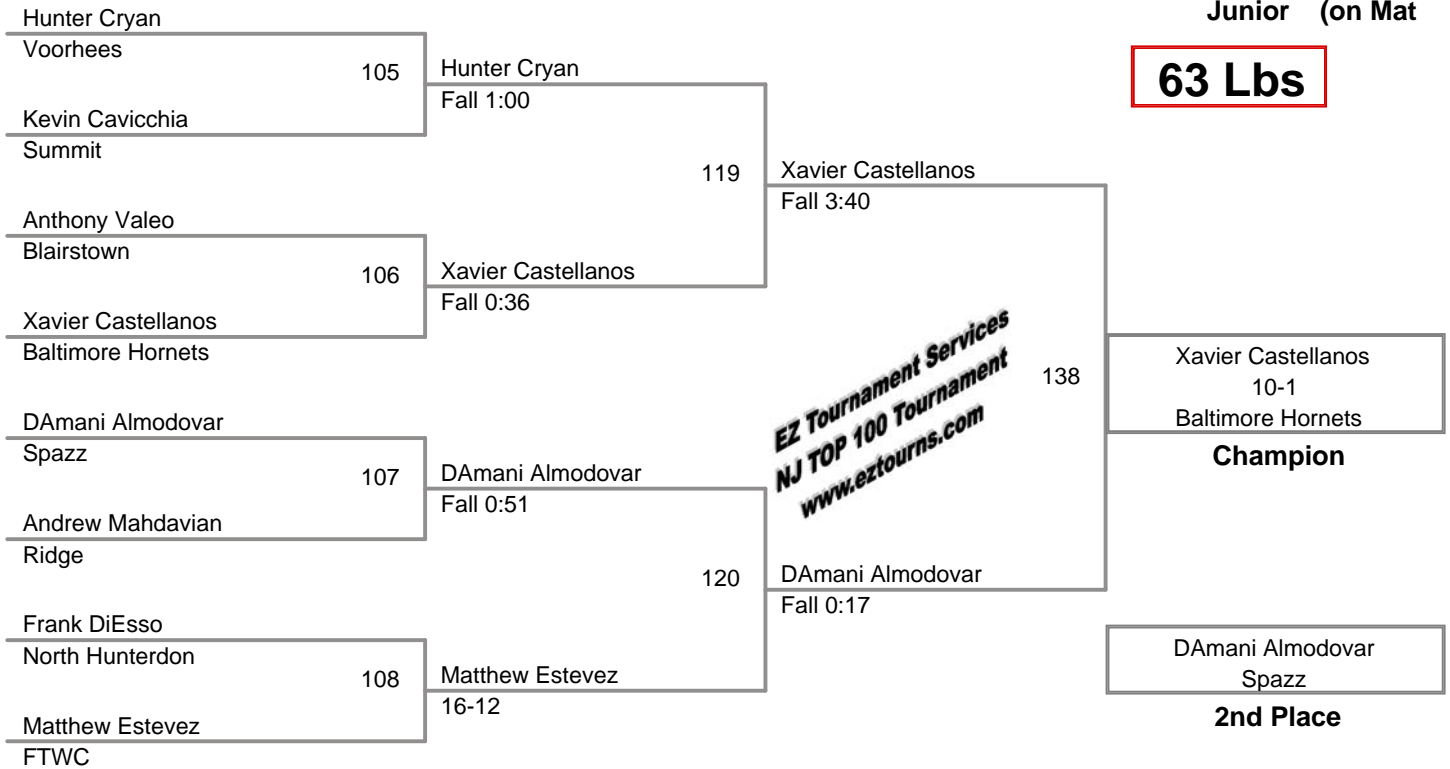 Junior (on Mat
63 Lbs
Hunter Cryan
Voorhees
105
Kevin Cavicchia
Summit
Hunter Cryan
Fall 1:00
119
Anthony Valeo
Blairstown
106
Xavier Castellanos
Baltimore Hornets
Xavier Castellanos
Fall 0:36
Xavier Castellanos
Fall 3:40
DAmani Almodovar
Spazz
107
Andrew Mahdavian
Ridge
DAmani Almodovar
Fall 0:51
120
Frank DiEsso
North Hunterdon
108
Matthew Estevez
FTWC
Matthew Estevez
16-12
DAmani Almodovar
Fall 0:17
EZ Tournament Services
NJ TOP 100 Tournament
www.eztourns.com
138
Xavier Castellanos
10-1
Baltimore Hornets
Champion
DAmani Almodovar
Spazz
2nd Place